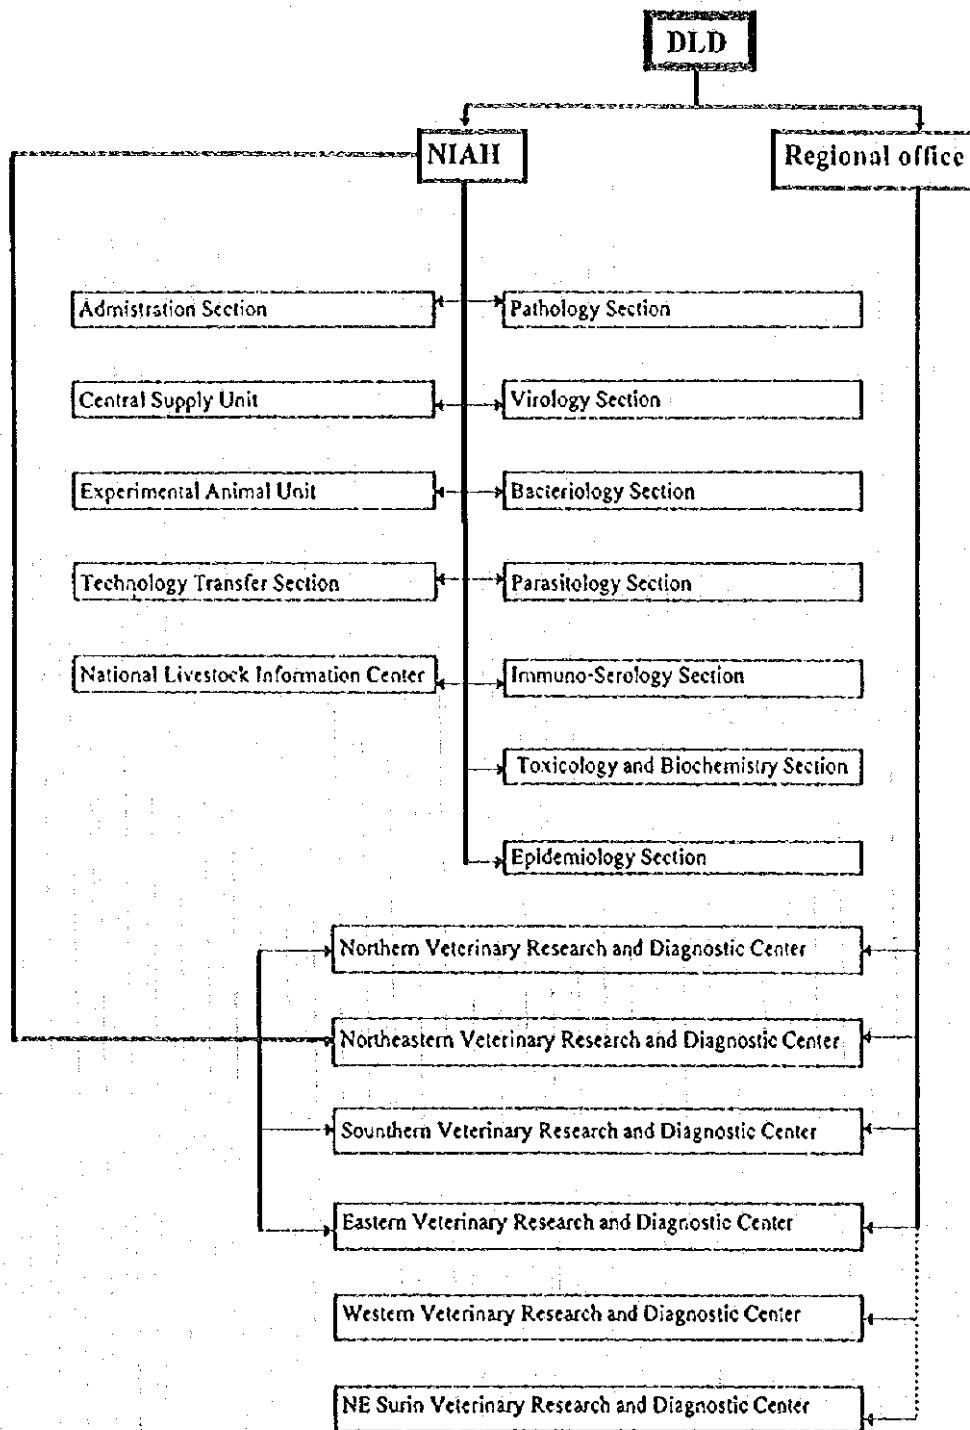 DLD
NIAH
Regional office
Admistration Section
Pathology Section
Central Supply Unit
Virology Section
Experimental Animal Unit
Bacteriology Section
Technology Transfer Section
Parasitology Section
National Livestock Information Center
Immuno-Serology Section
Toxicology and Biochemistry Section
Epidemiology Section
Northern Veterinary Research and Diagnostic Center
Northeastern Veterinary Research and Diagnostic Center
Sounthern Veterinary Research and Diagnostic Center
Eastern Veterinary Research and Diagnostic Center
Western Veterinary Research and Diagnostic Center
NE Surin Veterinary Research and Diagnostic Center